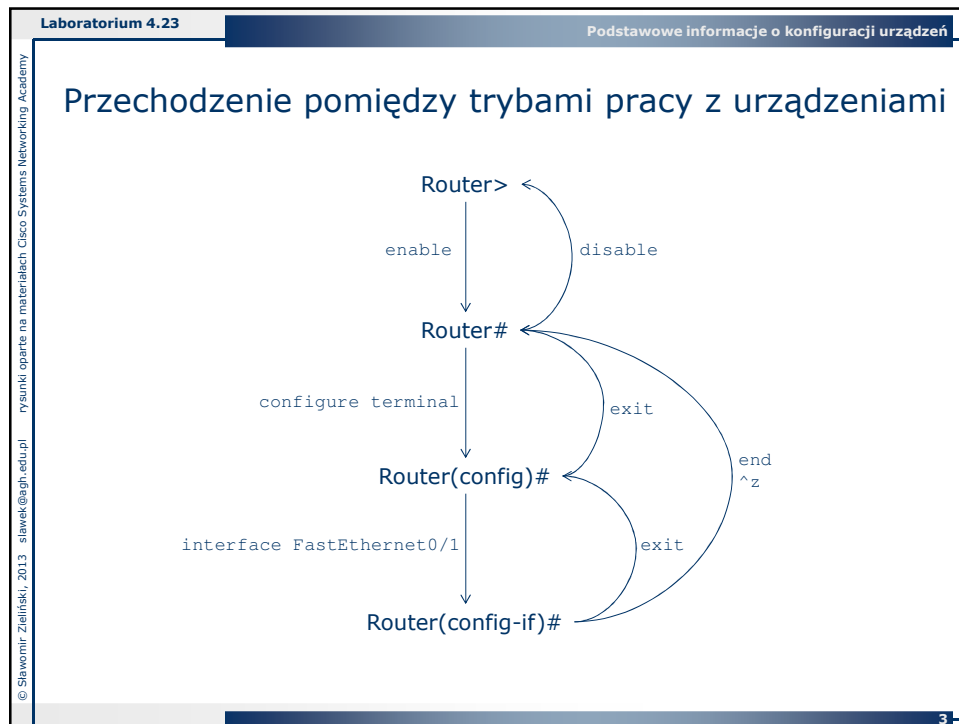 Laboratorium 4.23
Podstawowe informacje o konfiguracji urządzeń
Przechodzenie pomiędzy trybami pracy z urządzeniami
Router>
enable
disable
Router#
configure terminal
exit
Router(config)#
end
^z
interface FastEthernet0/1
exit
Router(config-if)#
© Sławomir Zieliński, 2013 slawek@agh.edu.pl rysunki oparte na materiałach Cisco Systems Networking Academy
3